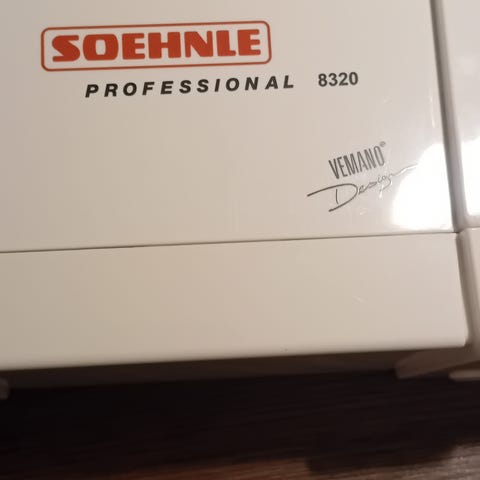 SOEHNLE
PROFESSIONAL 8320
VEMANO®
Design